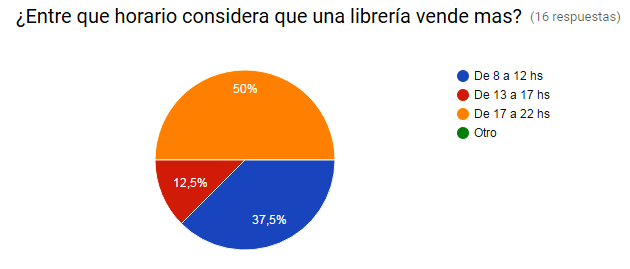 ¿Entre que horario considera que una librería vende mas? (16 respuestas)
50%
12,5%
37,5%
De 8 a 12 hs
De 13 a 17 hs
De 17 a 22 hs
Otro